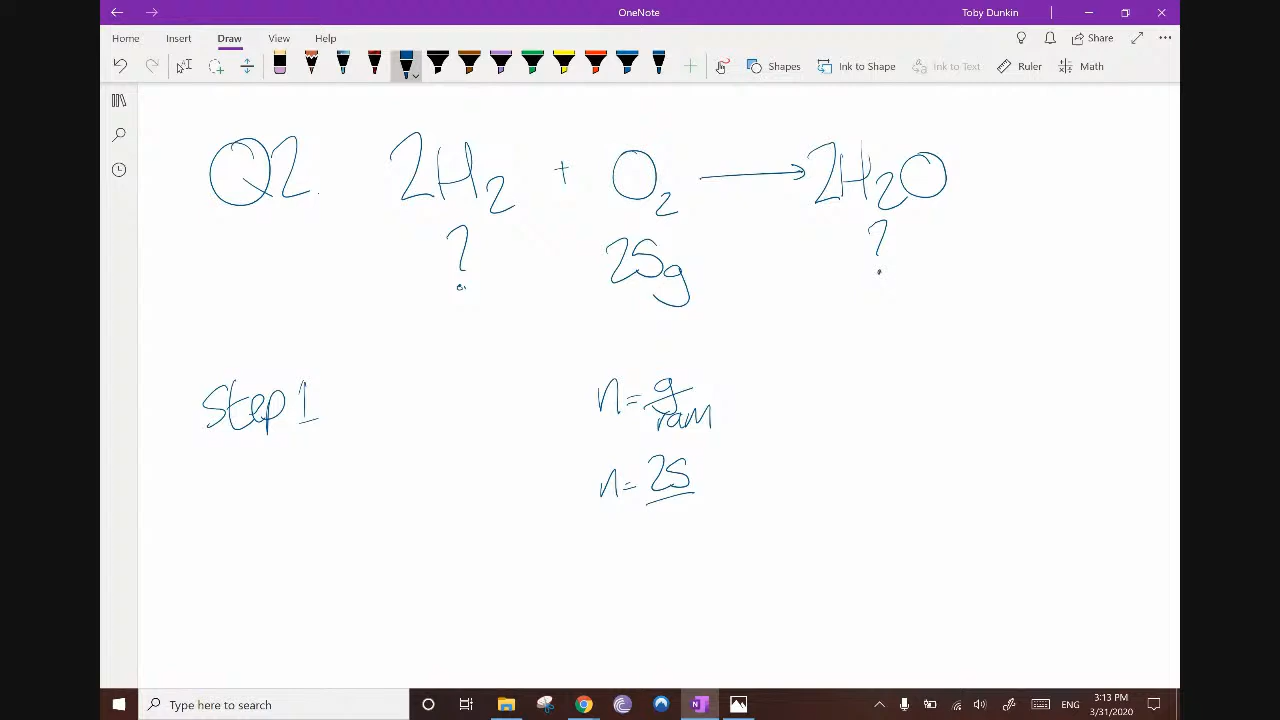 OneNote
Toby Dunkin
Home Insert Draw View Help
Share
Shapes Ink to Shape Ink to Text Ruler Math
Q2. 2H₂ + O₂ → 2H₂O
? 25g ?
Step 1 n = g/ram
n = 25
Type here to search
N
ENG
3:13 PM
3/31/2020